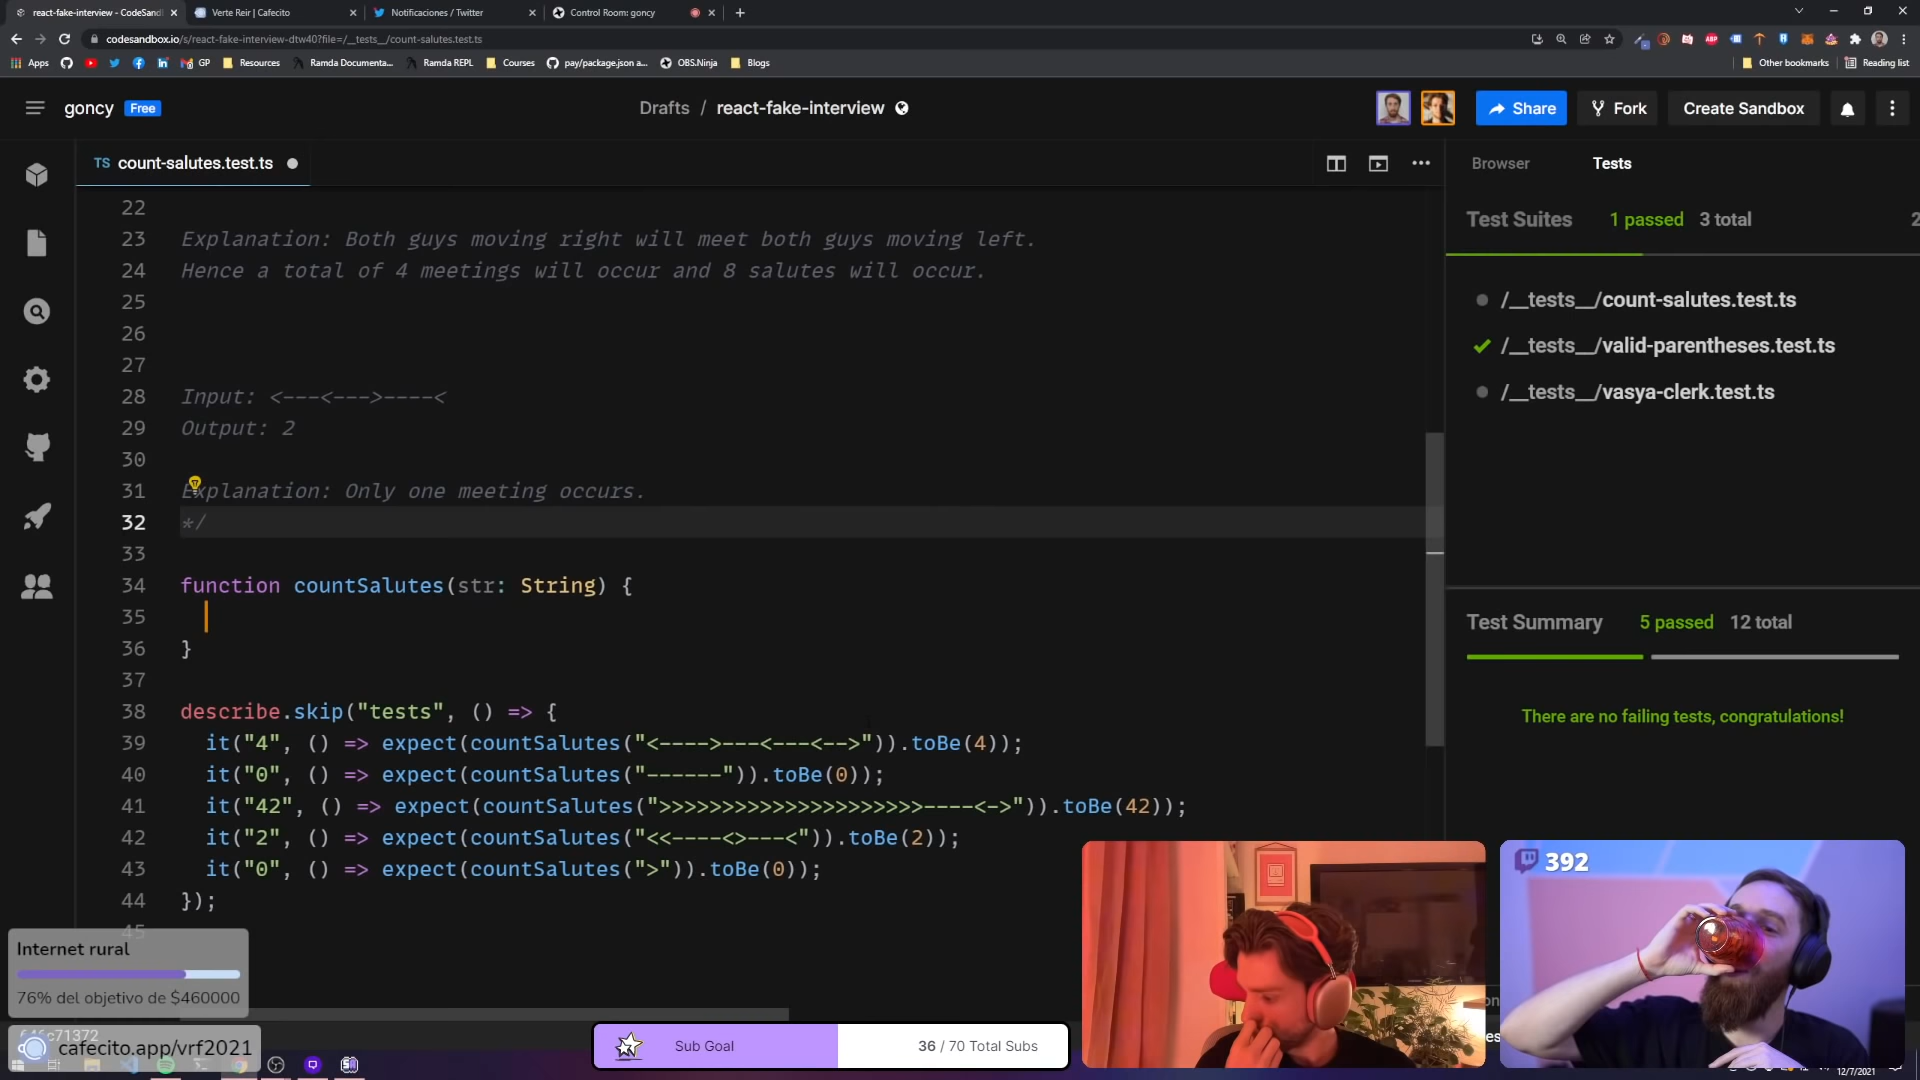 react-fake-interview - CodeSand
Verte Reir | Cafecito
Notificaciones / Twitter
Control Room: goncy
codesandbox.io/s/react-fake-interview-dtw40?file=/__tests__/count-salutes.test.ts
Apps
GP
Resources
Ramda Documenta...
Ramda REPL
Courses
pay/package.json a...
OBS.Ninja
Blogs
Other bookmarks
Reading list
goncy Free
Drafts / react-fake-interview
Share
Fork
Create Sandbox
TS count-salutes.test.ts
Browser
Tests
Test Suites 1 passed 3 total 2
/__tests__/count-salutes.test.ts
/__tests__/valid-parentheses.test.ts
/__tests__/vasya-clerk.test.ts
Test Summary 5 passed 12 total
There are no failing tests, congratulations!
22
23 Explanation: Both guys moving right will meet both guys moving left.
24 Hence a total of 4 meetings will occur and 8 salutes will occur.
25
26
27
28 Input: <---<--->----<
29 Output: 2
30
31 Explanation: Only one meeting occurs.
32 */
33
34 function countSalutes(str: String) {
35
36 }
37
38 describe.skip("tests", () => {
39 it("4", () => expect(countSalutes("<---->---<---<-->")).toBe(4));
40 it("0", () => expect(countSalutes("------")).toBe(0));
41 it("42", () => expect(countSalutes(">>>>>>>>>>>>>>>>>>>>>----<->")).toBe(42));
42 it("2", () => expect(countSalutes("<<----<>---<")).toBe(2));
43 it("0", () => expect(countSalutes(">")).toBe(0));
44 });
45
Internet rural
76% del objetivo de $460000
cafecito.app/vrf2021
Sub Goal
36 / 70 Total Subs
392
12/7/2021